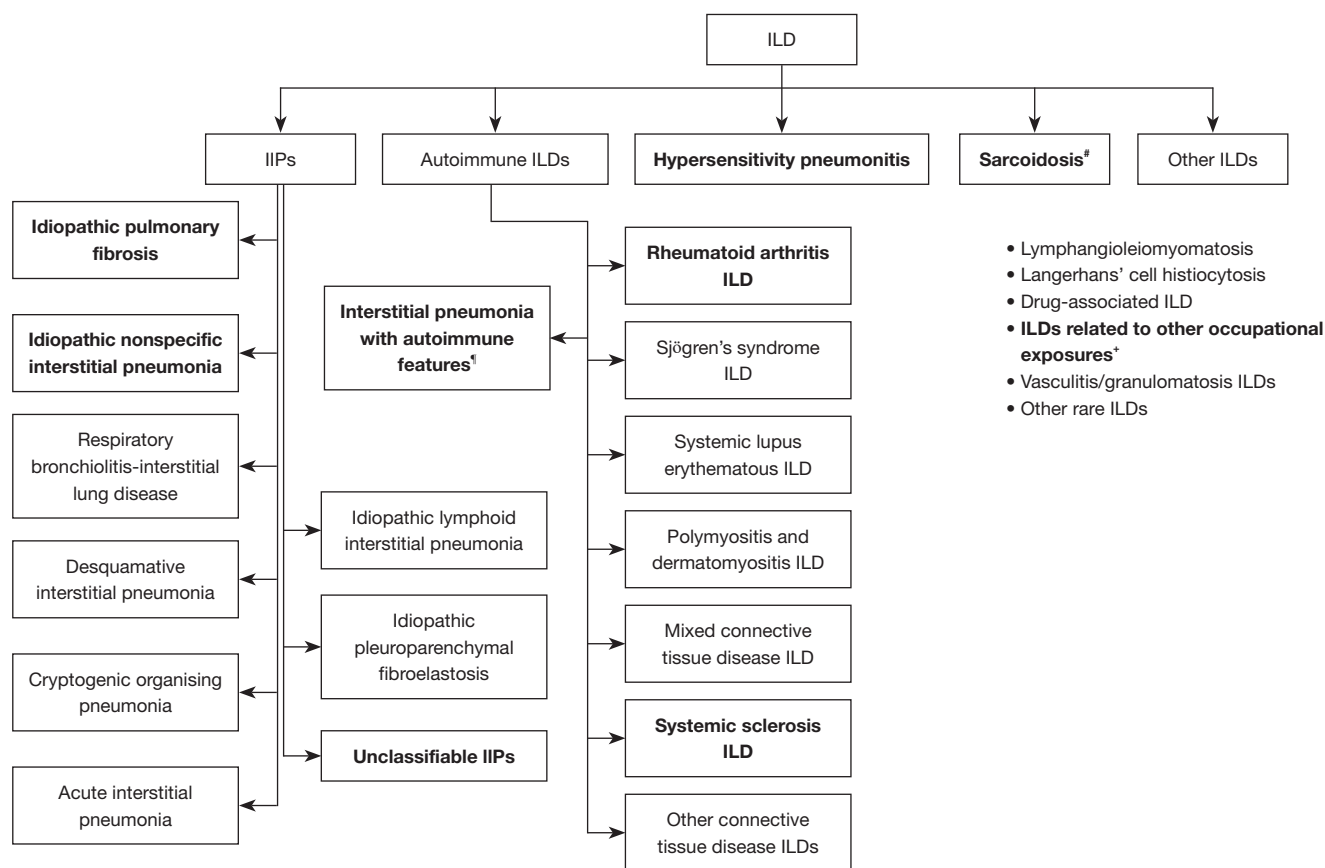 ILD
IIPs
Autoimmune ILDs
Hypersensitivity pneumonitis
Sarcoidosis#
Other ILDs
Idiopathic pulmonary
fibrosis
Idiopathic nonspecific
interstitial pneumonia
Respiratory
bronchiolitis-interstitial
lung disease
Desquamative
interstitial pneumonia
Cryptogenic organising
pneumonia
Acute interstitial
pneumonia
Idiopathic lymphoid
interstitial pneumonia
Idiopathic
pleuroparenchymal
fibroelastosis
Unclassifiable IIPs
Interstitial pneumonia
with autoimmune
features¶
Rheumatoid arthritis
ILD
Sjögren's syndrome
ILD
Systemic lupus
erythematous ILD
Polymyositis and
dermatomyositis ILD
Mixed connective
tissue disease ILD
Systemic sclerosis
ILD
Other connective
tissue disease ILDs
• Lymphangioleiomyomatosis
• Langerhans' cell histiocytosis
• Drug-associated ILD
• ILDs related to other occupational
exposures+
• Vasculitis/granulomatosis ILDs
• Other rare ILDs